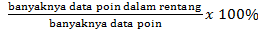 banyaknya data poin dalam rentang
banyaknya data poin
x 100%